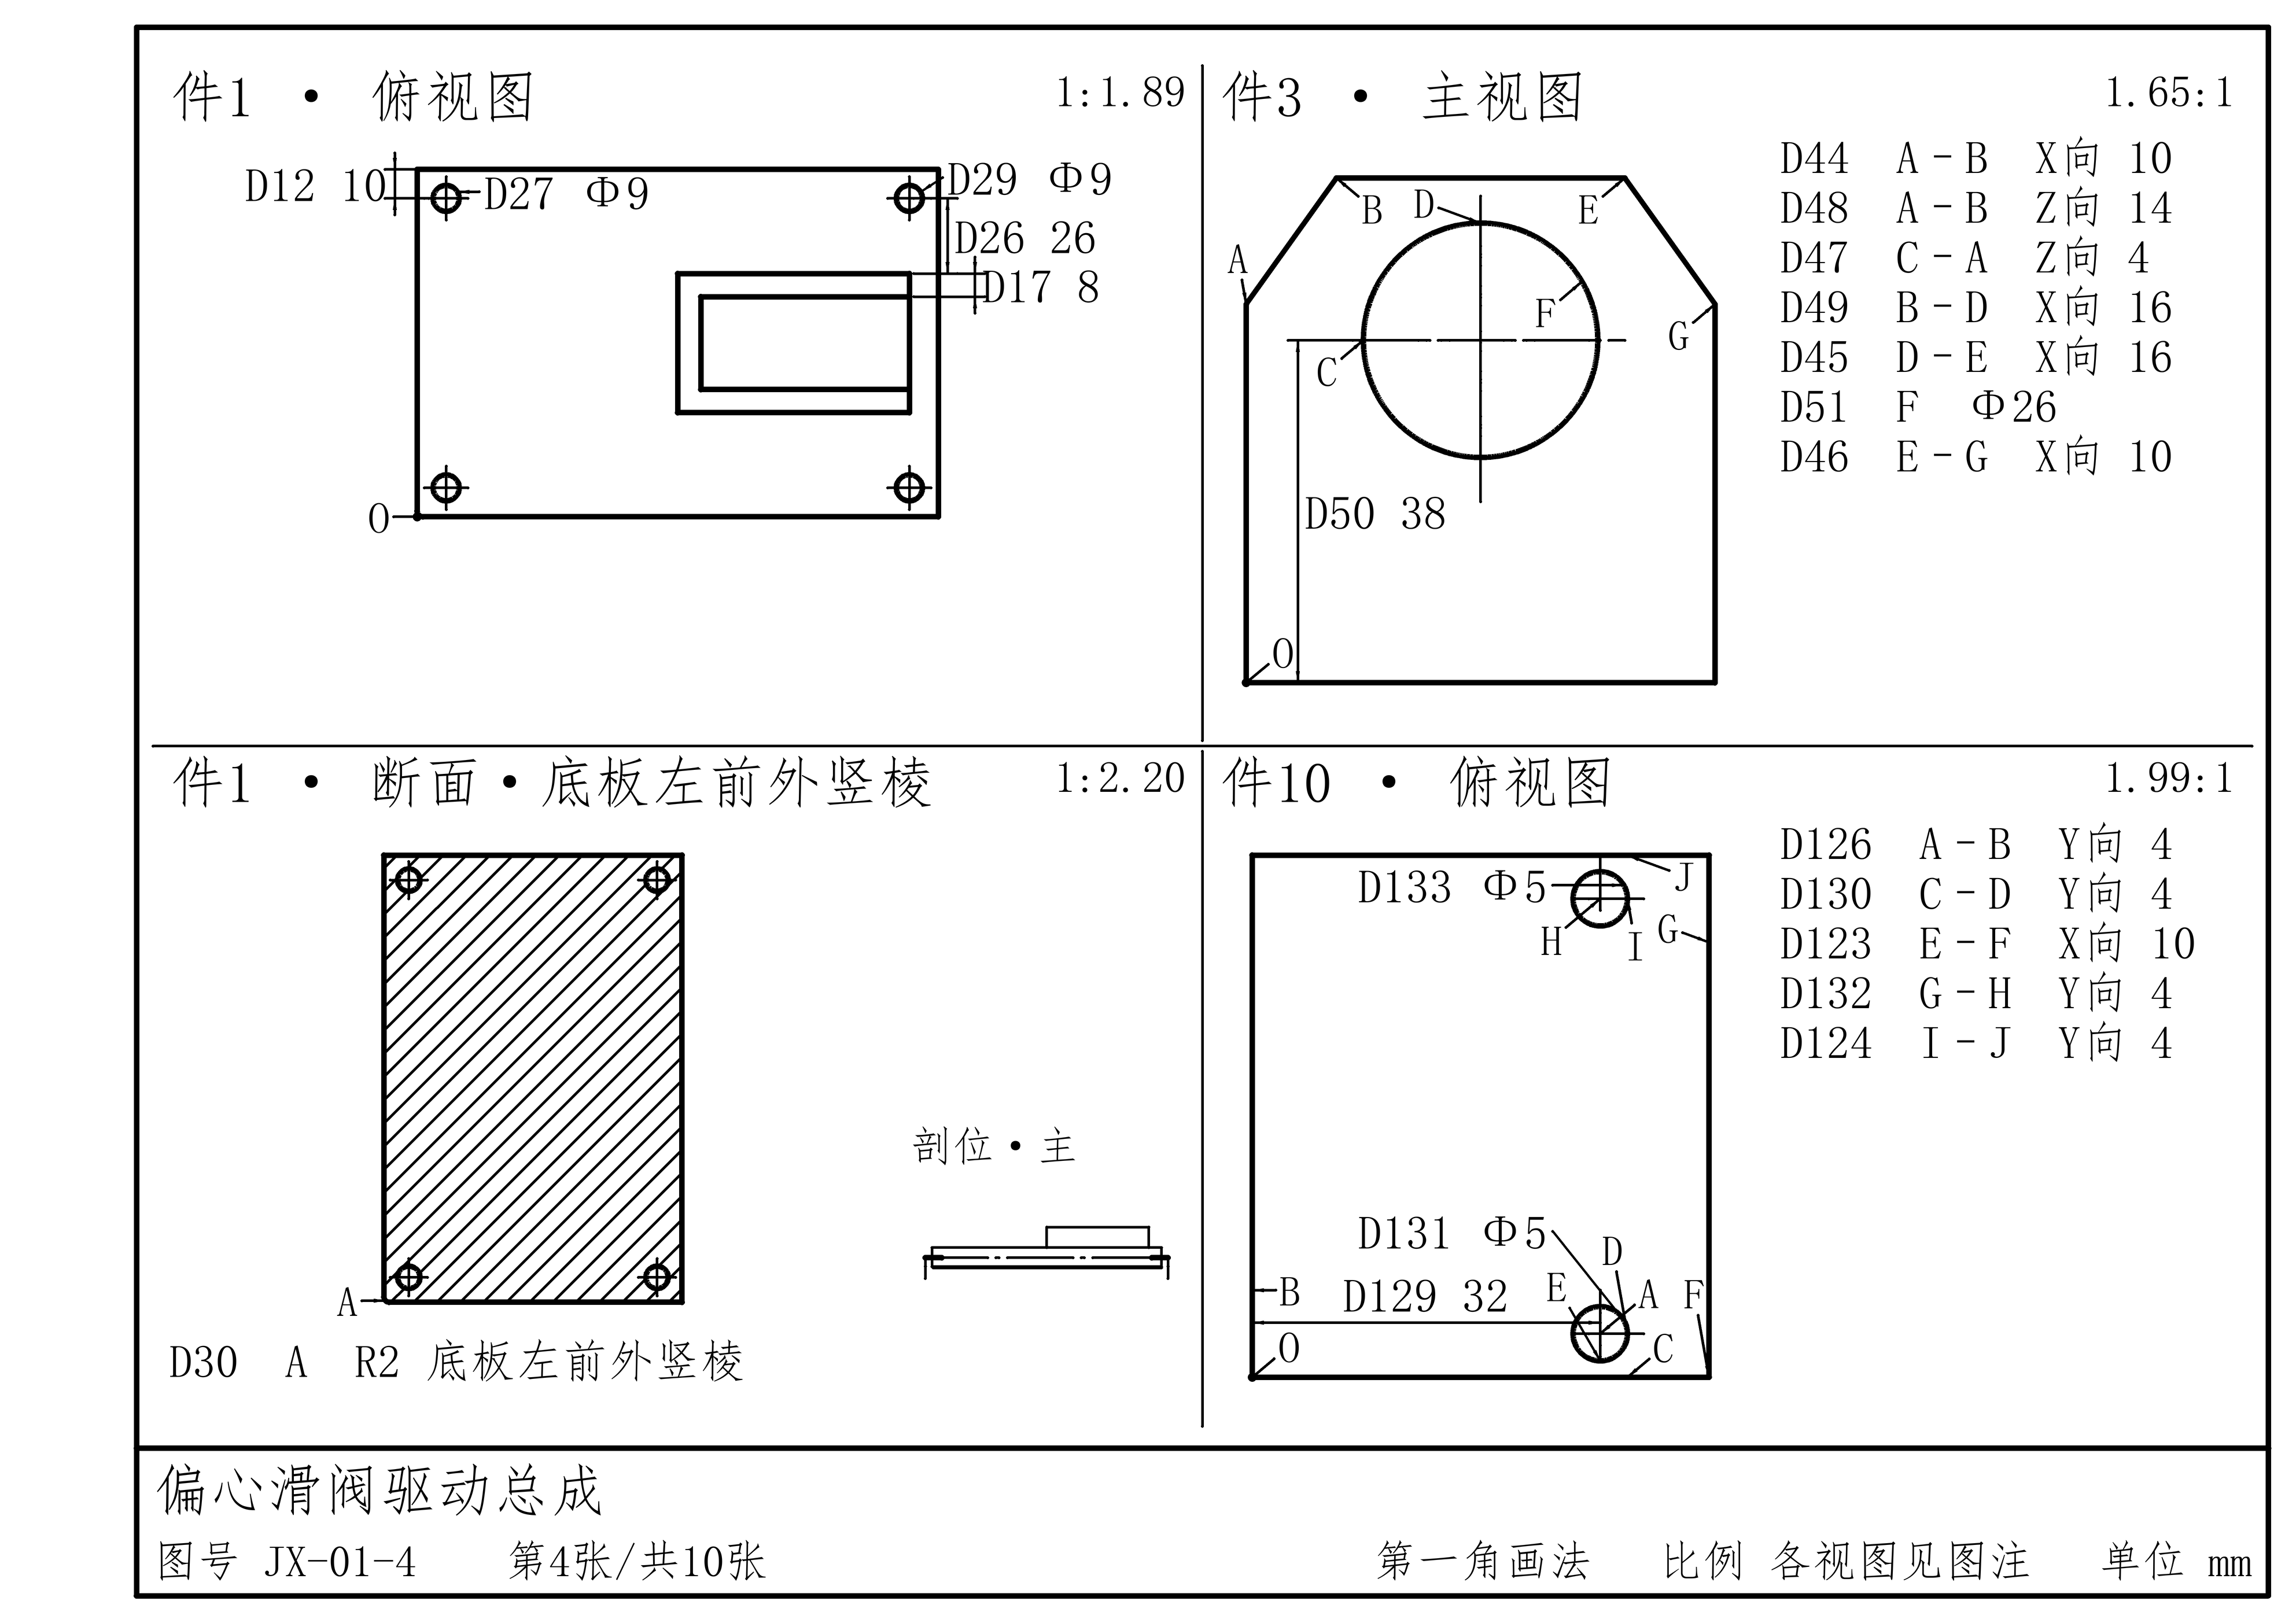 件1 · 俯视图 1:1.89
D12 10
D27 Φ9
D29 Φ9
D26 26
D17 8
O
件3 · 主视图 1.65:1
A
B
D
E
F
C
G
O
D50 38
D44 A-B X向 10
D48 A-B Z向 14
D47 C-A Z向 4
D49 B-D X向 16
D45 D-E X向 16
D51 F Φ26
D46 E-G X向 10
件1 · 断面·底板左前外竖棱 1:2.20
A
剖位·主
D30 A R2 底板左前外竖棱
件10 · 俯视图 1.99:1
D133 Φ5
J
H
I
G
D131 Φ5
D
B
D129 32
E
A
F
O
C
D126 A-B Y向 4
D130 C-D Y向 4
D123 E-F X向 10
D132 G-H Y向 4
D124 I-J Y向 4
偏心滑阀驱动总成
图号 JX-01-4 第4张/共10张 第一角画法 比例 各视图见图注 单位 mm